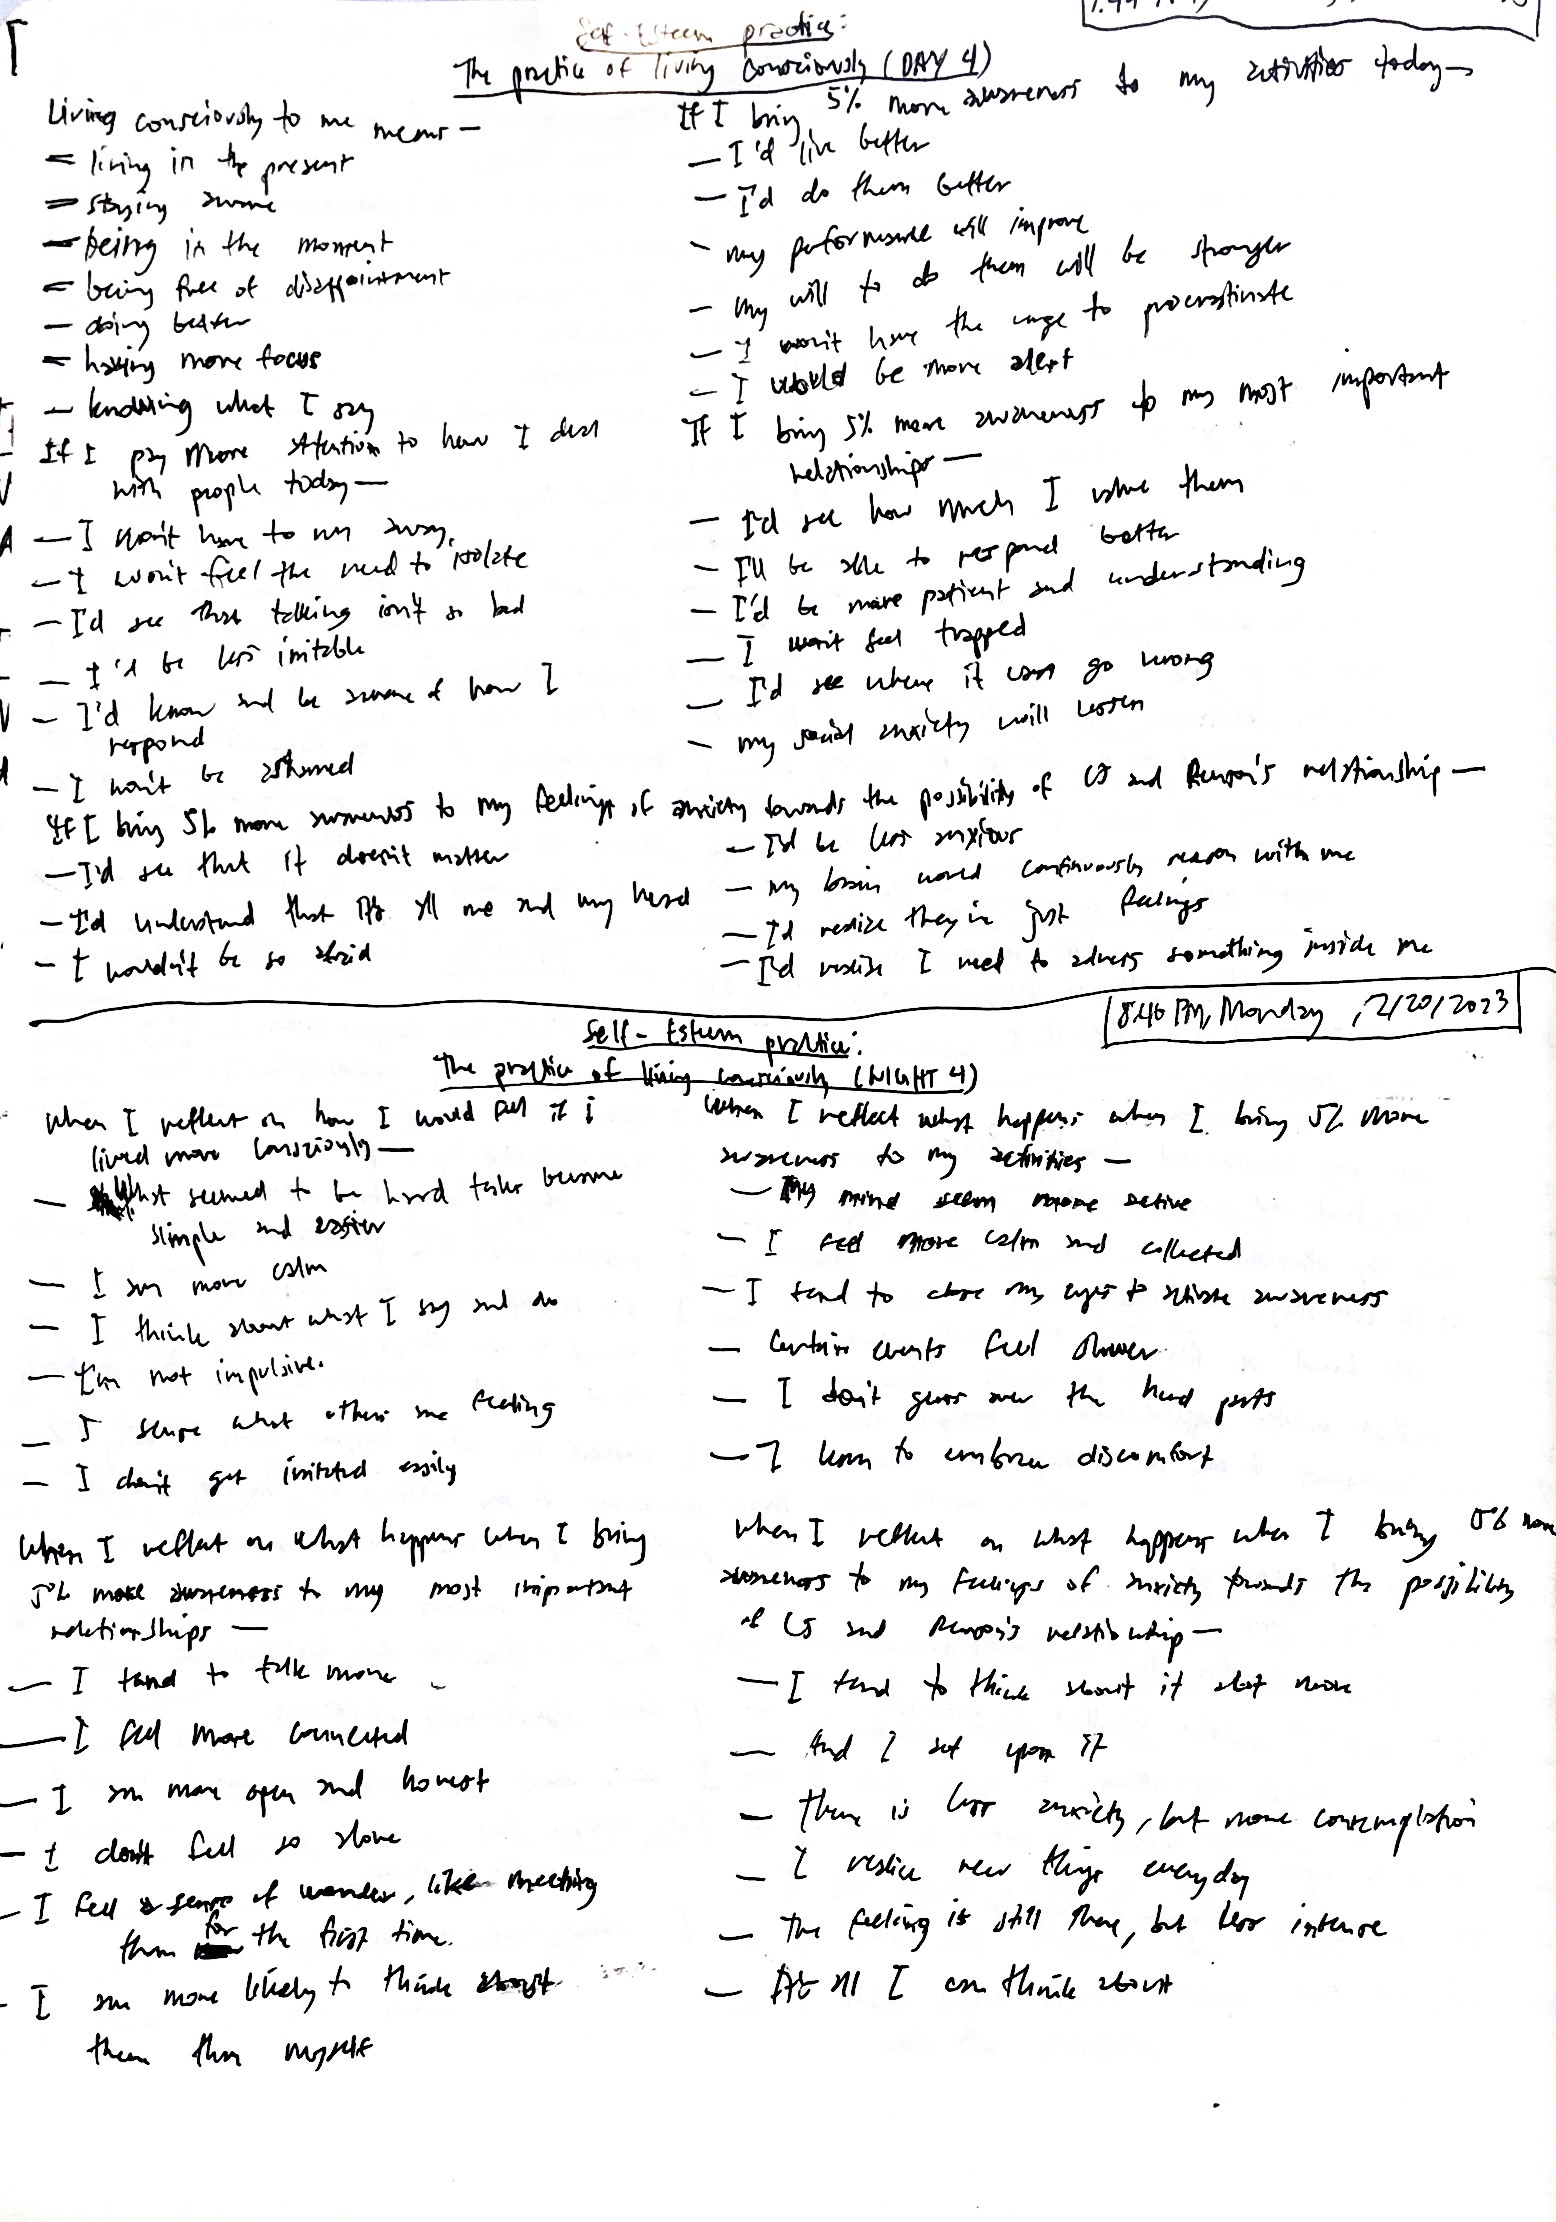 Self-Esteem practice:
The practice of living consciously (DAY 4)
Living consciously to me means —
— living in the present
— staying aware
— being in the moment
— being free of disappointment
— doing better
— having more focus
— knowing what I say
If I pay more attention to how I deal
with people today —
— I won't have to run away.
— I won't feel the need to isolate
— I'd see that talking isn't so bad
— I'd be less irritable
— I'd know and be aware of how I
respond
— I won't be ashamed
If I bring 5% more awareness to my activities today —
— I'd live better
— I'd do them better
— my performance will improve
— my will to do them will be stronger
— I won't have the urge to procrastinate
— I would be more alert
If I bring 5% more awareness to my most important
relationships —
— I'd see how much I value them
— I'll be able to respond better
— I'd be more patient and understanding
— I won't feel trapped
— I'd see where it went go wrong
— my social anxiety will lessen
If I bring 5% more awareness to my feelings of anxiety towards the possibility of CJ and relationship —
— I'd see that it doesn't matter
— I'd understand that it's all me and my head
— I wouldn't be so afraid
— I'd be less anxious
— my brain would continuously reason with me
— I'd realize they're just feelings
— I'd realize I need to adress something inside me
8:40 PM, Monday, 2/20/2023
Self-Esteem practice:
The practice of living consciously (NIGHT 4)
When I reflect on how I would feel if i
lived more consciously —
— What seemed to be hard tasks become
simple and easier
— I am more calm
— I think about what I say and do
— I'm not impulsive.
— I sense what others are feeling
— I don't get irritated easily
When I reflect what happens when I bring 5% more
awareness to my activities —
— My mind seem more active
— I feel more calm and collected
— I tend to close my eyes to activate awareness
— Certain events feel slower
— I don't gloss over the hard parts
— I learn to embrace discomfort
When I reflect on what happens when I bring
5% more awareness to my most important
relationships —
— I tend to talk more
— I feel more connected
— I am more open and honest
— I don't feel so alone
— I feel a sense of wonder, like meeting
them for the first time.
— I am more likely to think about
them than myself
When I reflect on what happens when I bring 5% more
awareness to my feelings of anxiety towards the possibility
of CJ and relationship —
— I tend to think about it alot more
— And I act upon it
— there is less anxiety, but more contemplation
— I realize new things everyday
— The feeling is still there, but less intense
— It's all I can think about